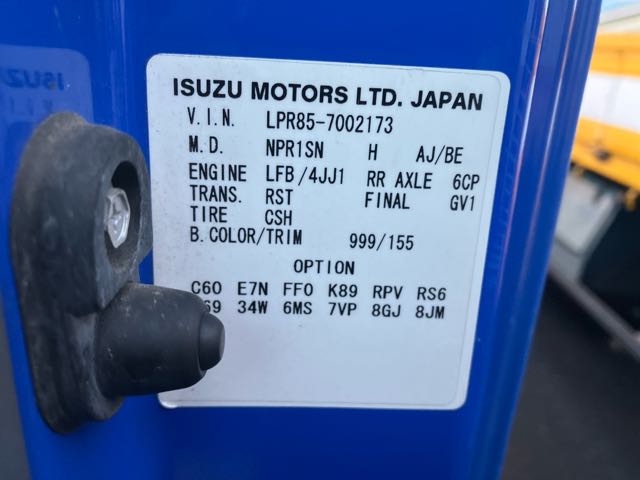 ISUZU MOTORS LTD. JAPAN
V.I.N. LPR85-7002173
M.D. NPR1SN H AJ/BE
ENGINE LFB/4JJ1 RR AXLE 6CP
TRANS. RST FINAL GV1
TIRE CSH
B.COLOR/TRIM 999/155
OPTION
C60 E7N FF0 K89 RPV RS6
34W 6MS 7VP 8GJ 8JM